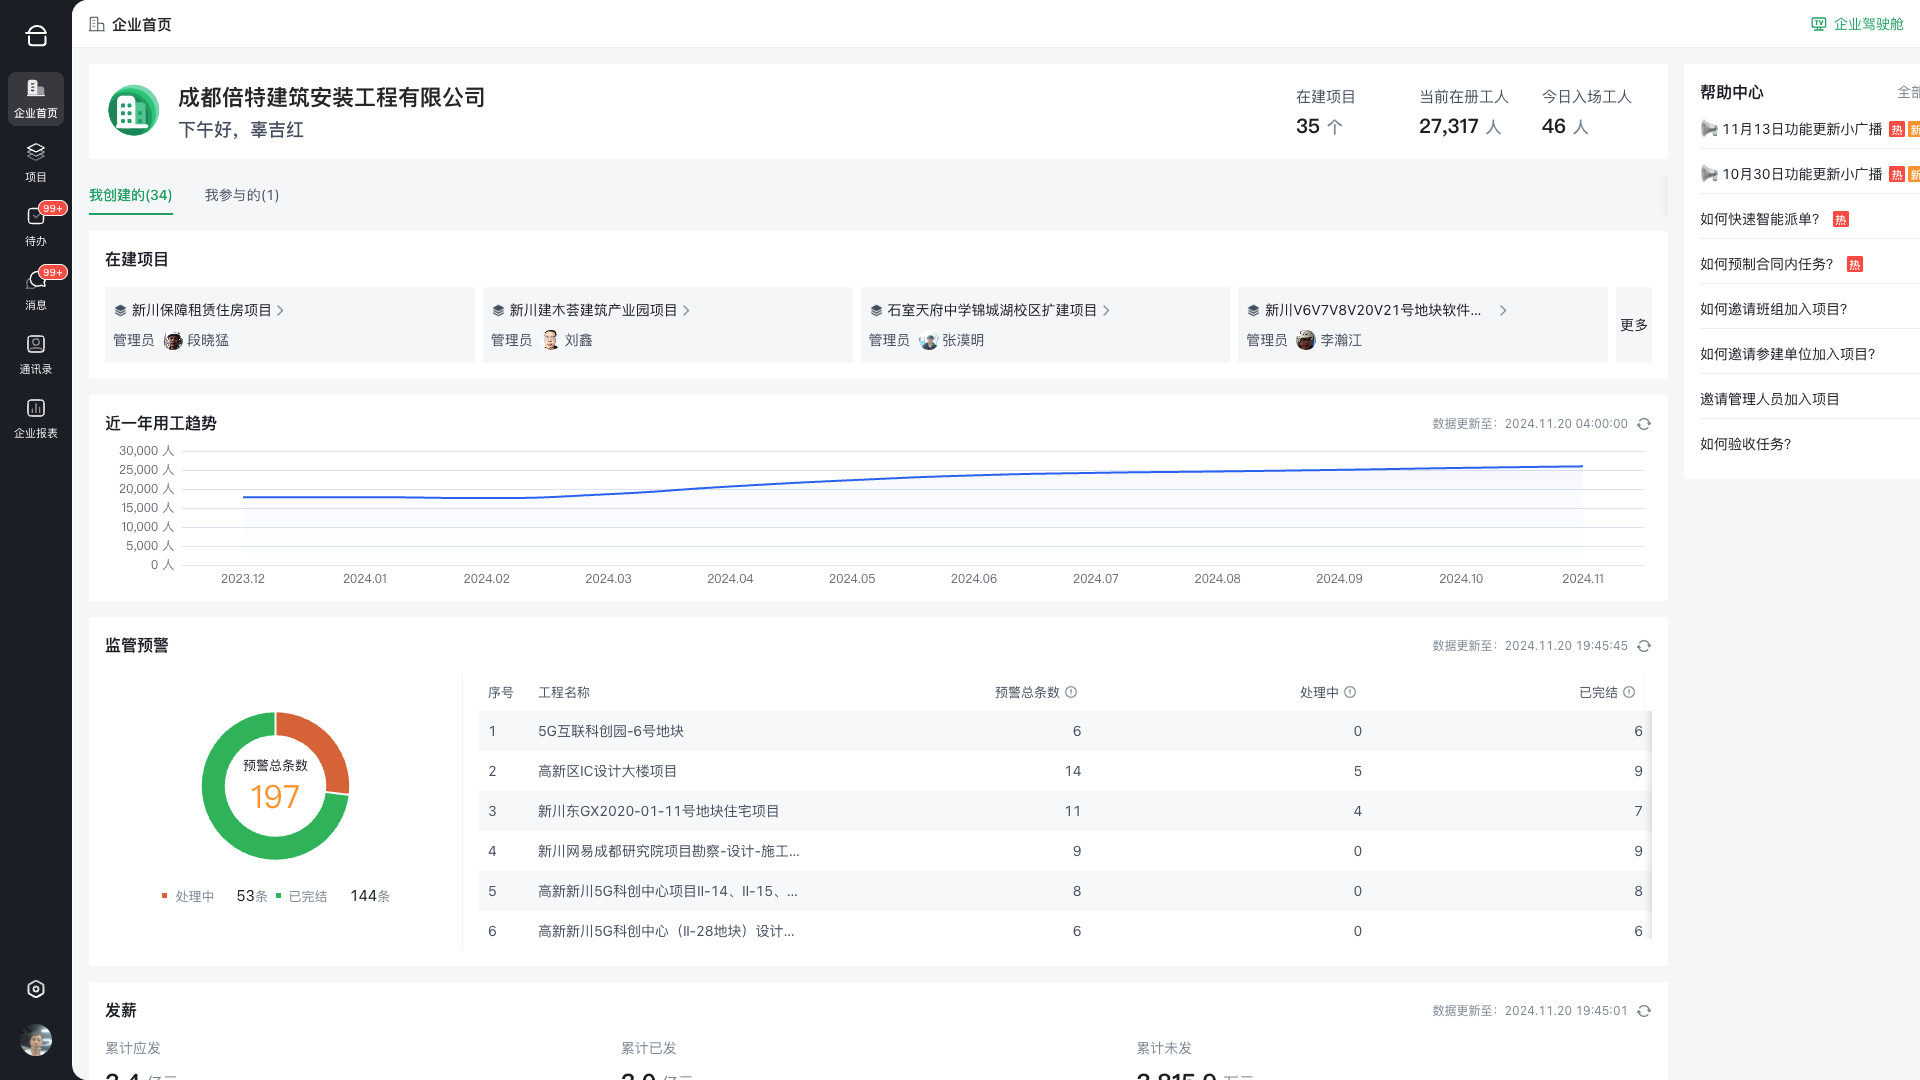 企业首页
企业驾驶舱
企业首页
项目
99+
待办
99+
消息
通讯录
企业报表
成都倍特建筑安装工程有限公司
下午好，辜吉红
在建项目
35 个
当前在册工人
27,317 人
今日入场工人
46 人
我创建的(34)
我参与的(1)
在建项目
新川保障租赁住房项目
管理员 段晓猛
新川建木荟建筑产业园项目
管理员 刘鑫
石室天府中学锦城湖校区扩建项目
管理员 张漠明
新川V6V7V8V20V21号地块软件...
管理员 李瀚江
更多
近一年用工趋势
数据更新至：2024.11.20 04:00:00
30,000 人
25,000 人
20,000 人
15,000 人
10,000 人
5,000 人
0 人
2023.12 2024.01 2024.02 2024.03 2024.04 2024.05 2024.06 2024.07 2024.08 2024.09 2024.10 2024.11
监管预警
数据更新至：2024.11.20 19:45:45
预警总条数
197
处理中 53条 已完结 144条
序号 工程名称 预警总条数 处理中 已完结
1 5G互联科创园-6号地块 6 0 6
2 高新区IC设计大楼项目 14 5 9
3 新川东GX2020-01-11号地块住宅项目 11 4 7
4 新川网易成都研究院项目勘察-设计-施工... 9 0 9
5 高新新川5G科创中心项目II-14、II-15、... 8 0 8
6 高新新川5G科创中心（II-28地块）设计... 6 0 6
发薪
数据更新至：2024.11.20 19:45:01
累计应发
累计已发
累计未发
帮助中心
全部
11月13日功能更新小广播 热 新
10月30日功能更新小广播 热 新
如何快速智能派单? 热
如何预制合同内任务? 热
如何邀请班组加入项目?
如何邀请参建单位加入项目?
邀请管理人员加入项目
如何验收任务?